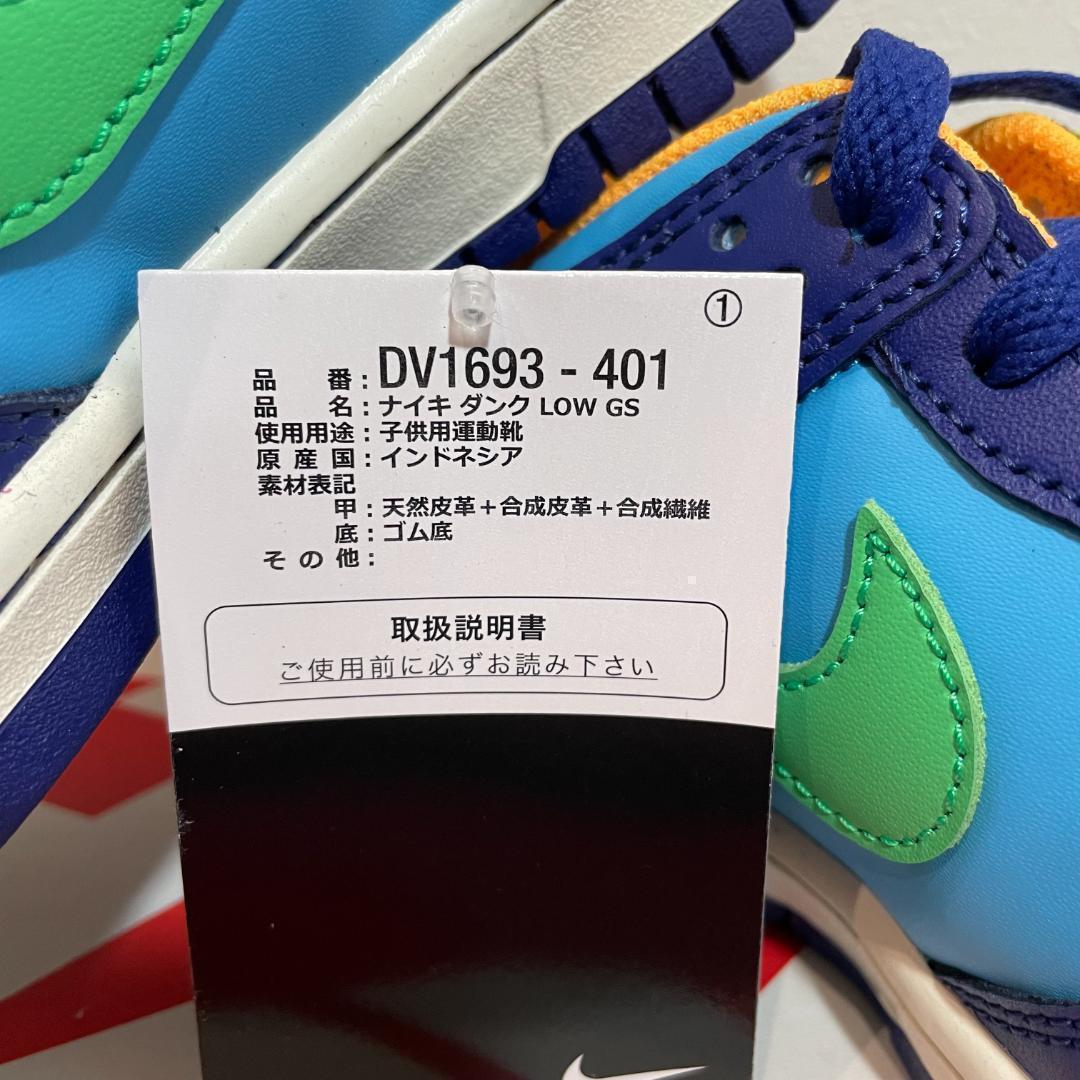 ①
品 番：DV1693 - 401
品 名：ナイキ ダンク LOW GS
使用用途：子供用運動靴
原 産 国：インドネシア
素材表記
甲：天然皮革＋合成皮革＋合成繊維
底：ゴム底
そ の 他：
取扱説明書
ご使用前に必ずお読み下さい